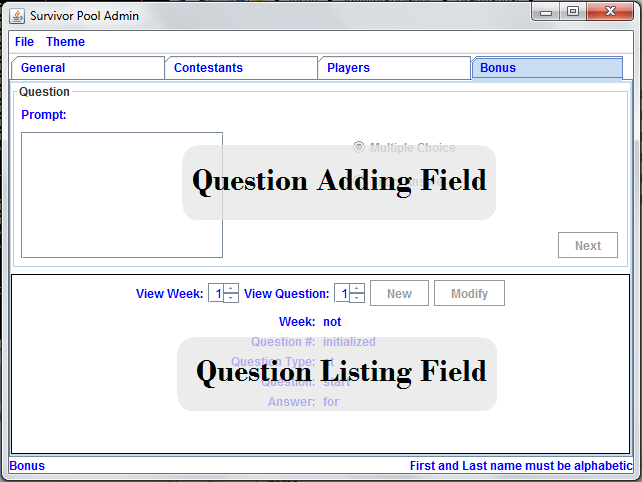 Survivor Pool Admin
File Theme
General Contestants Players Bonus
Question
Prompt:
Multiple Choice
Question Adding Field
Next
View Week: 1 View Question: 1 New Modify
Week: not
Question #: initialized
Question Type: at
Question Listing Field
Question: start
Answer: for
Bonus First and Last name must be alphabetic